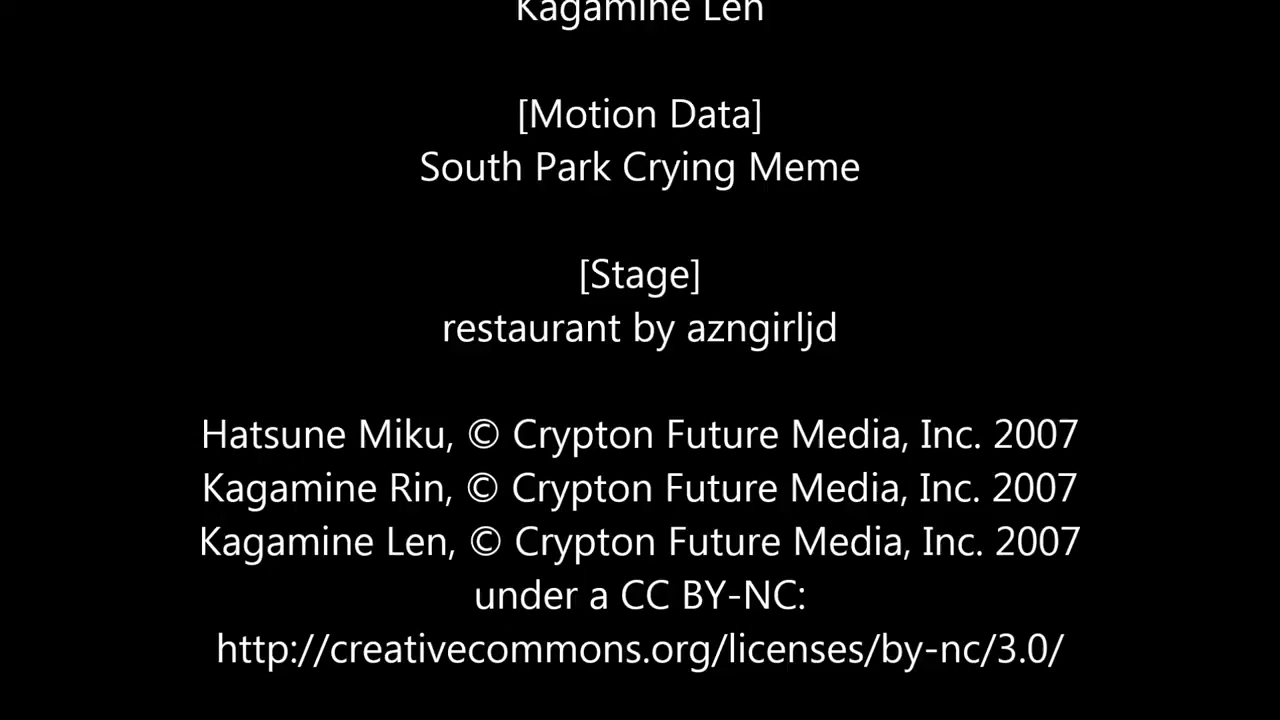 Kagamine Len
[Motion Data]
South Park Crying Meme
[Stage]
restaurant by azngirljd
Hatsune Miku, © Crypton Future Media, Inc. 2007
Kagamine Rin, © Crypton Future Media, Inc. 2007
Kagamine Len, © Crypton Future Media, Inc. 2007
under a CC BY-NC:
http://creativecommons.org/licenses/by-nc/3.0/